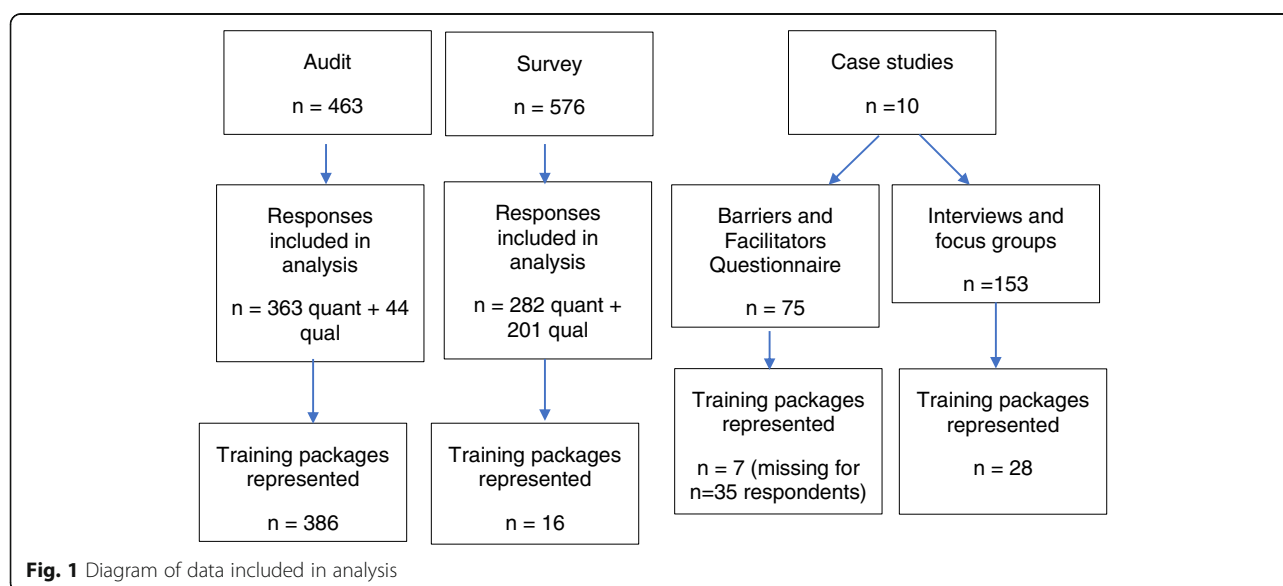 Audit
n = 463
Survey
n = 576
Case studies
n =10
Responses
included in
analysis
n = 363 quant + 44
qual
Responses
included in
analysis
n = 282 quant +
201 qual
Barriers and
Facilitators
Questionnaire
n = 75
Interviews and
focus groups
n =153
Training packages
represented
n = 386
Training packages
represented
n = 16
Training packages
represented
n = 7 (missing for
n=35 respondents)
Training packages
represented
n = 28
Fig. 1 Diagram of data included in analysis